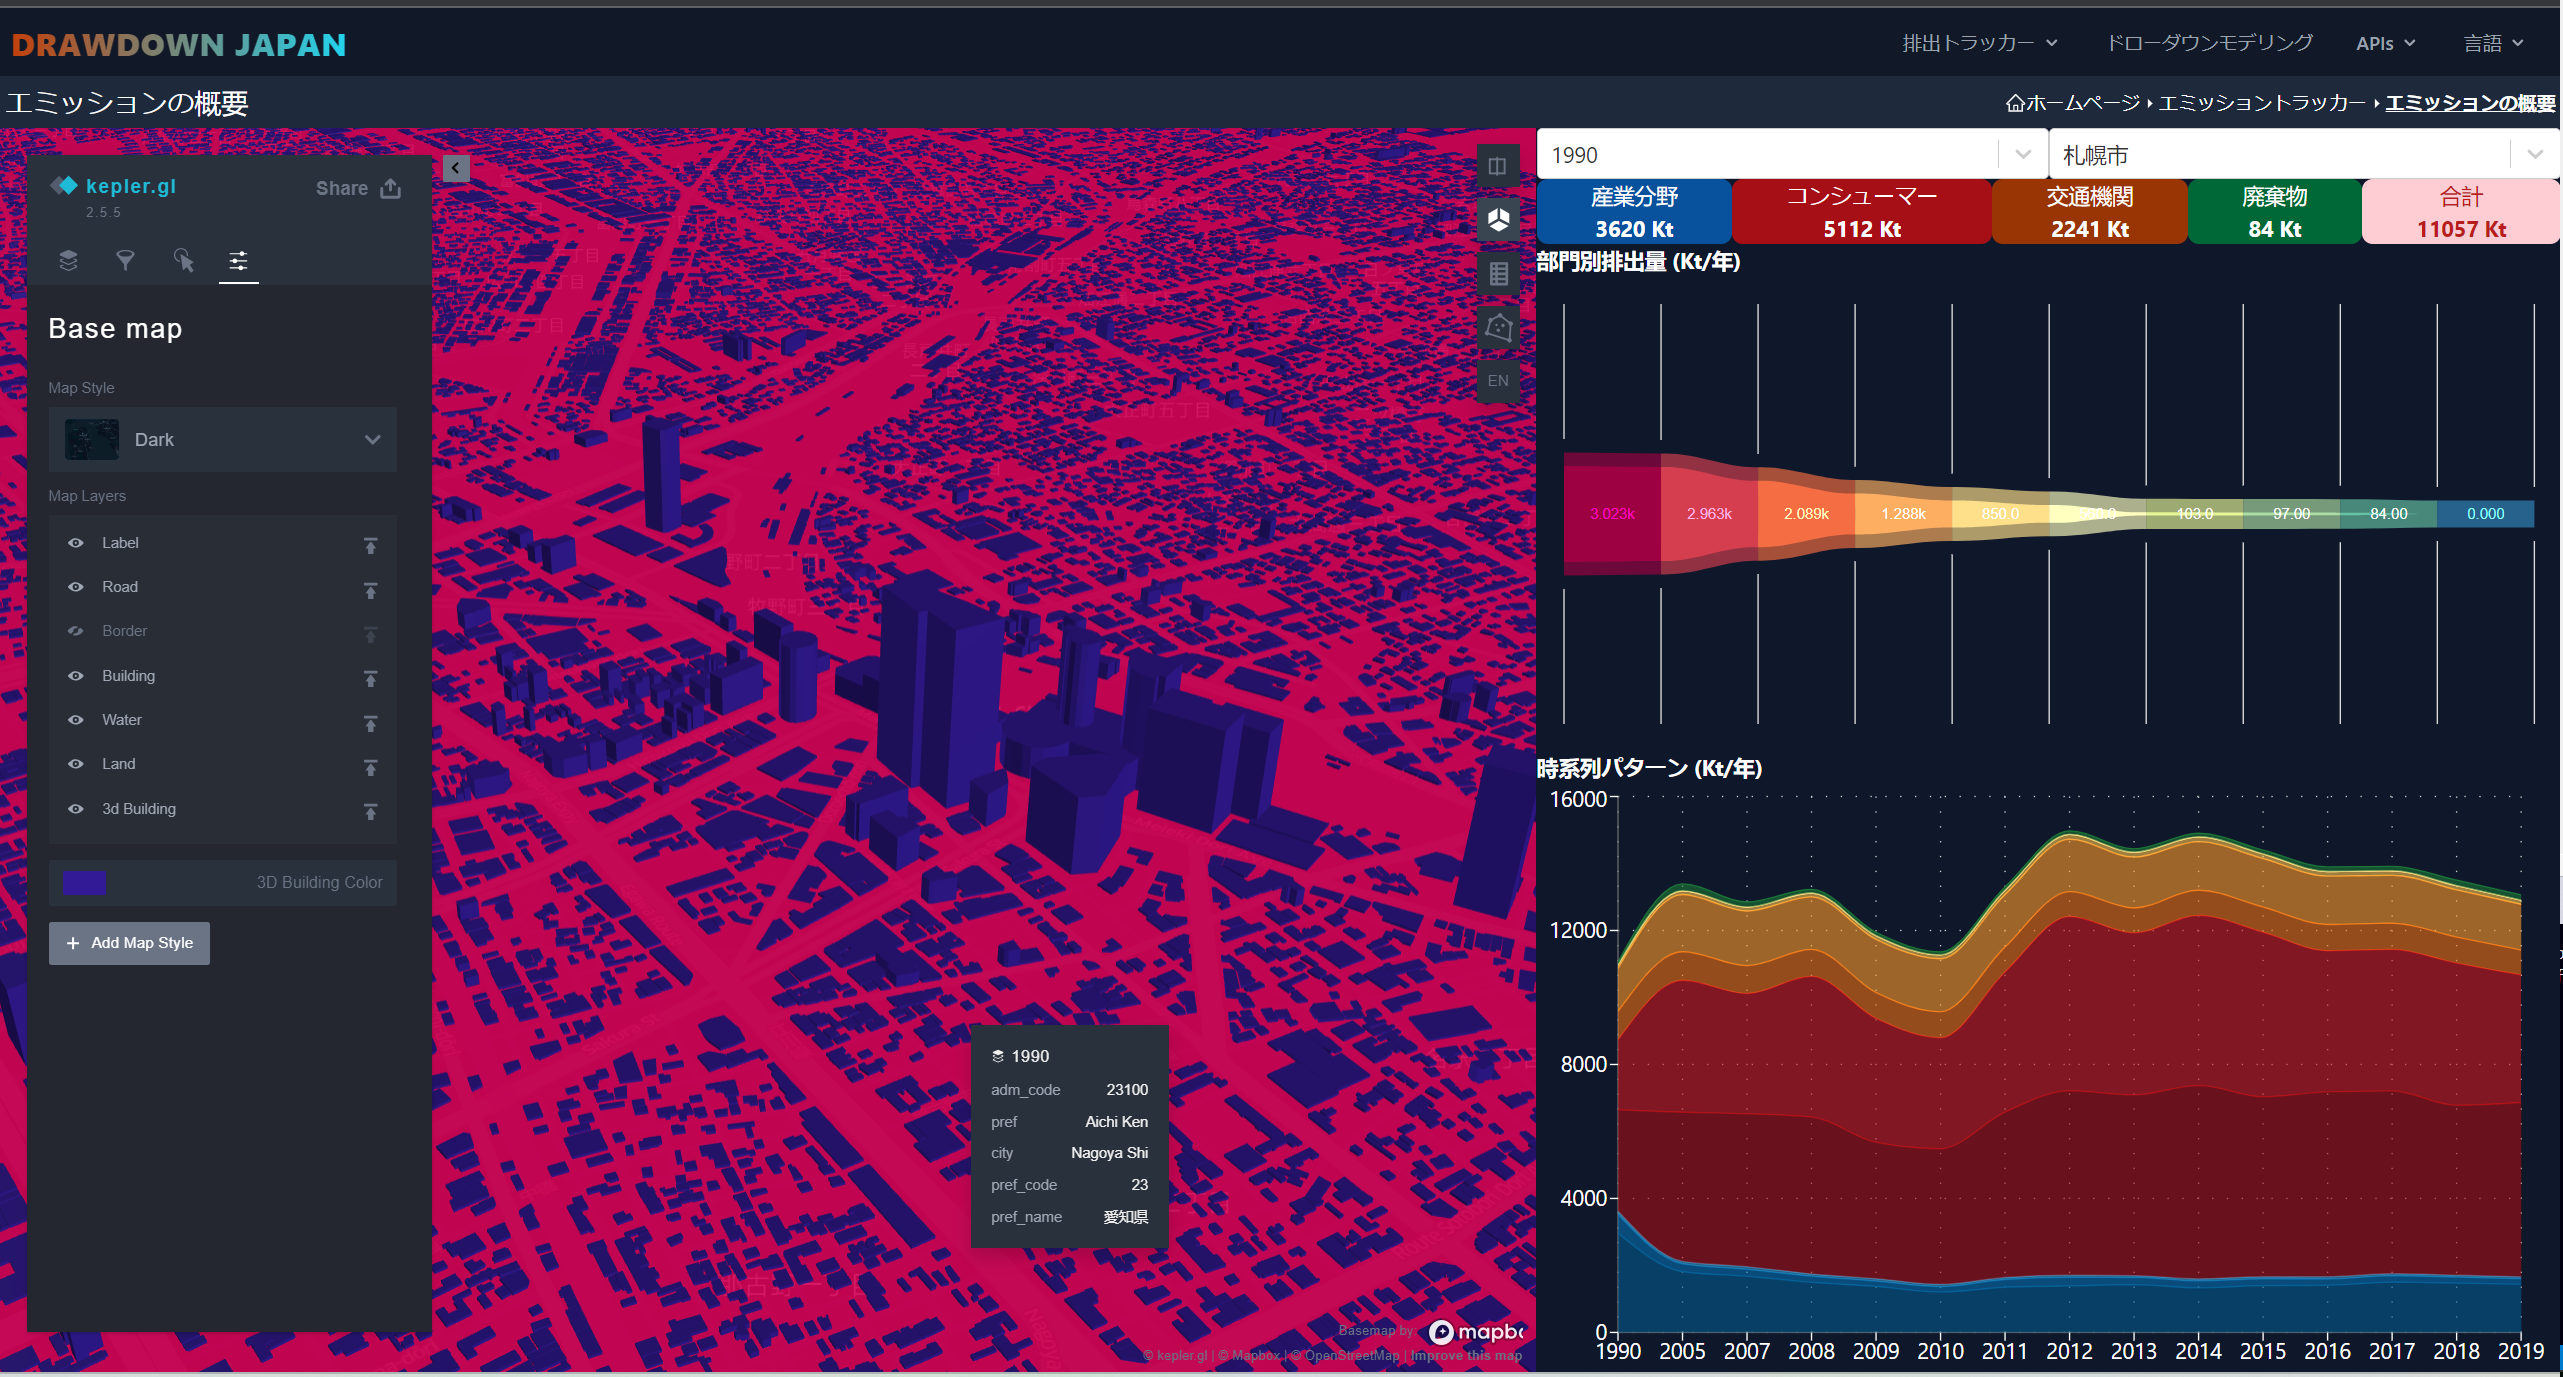 DRAWDOWN JAPAN
排出トラッカー
ドローダウンモデリング
APIs
言語
エミッションの概要
ホームページ エミッショントラッカー エミッションの概要
kepler.gl
2.5.5
Share
Base map
Map Style
Dark
Map Layers
Label
Road
Border
Building
Water
Land
3d Building
3D Building Color
+ Add Map Style
EN
野町二丁目
1990
adm_code 23100
pref Aichi Ken
city Nagoya Shi
pref_code 23
pref_name 愛知県
Basemap by:
© kepler.gl | © Mapbox | © OpenStreetMap | Improve this map
1990
札幌市
産業分野
3620 Kt
コンシューマー
5112 Kt
交通機関
2241 Kt
廃棄物
84 Kt
合計
11057 Kt
部門別排出量 (Kt/年)
3.023k 2.963k 2.089k 1.288k 850.0 103.0 97.00 84.00 0.000
時系列パターン (Kt/年)
16000
12000
8000
4000
0
1990 2005 2007 2008 2009 2010 2011 2012 2013 2014 2015 2016 2017 2018 2019